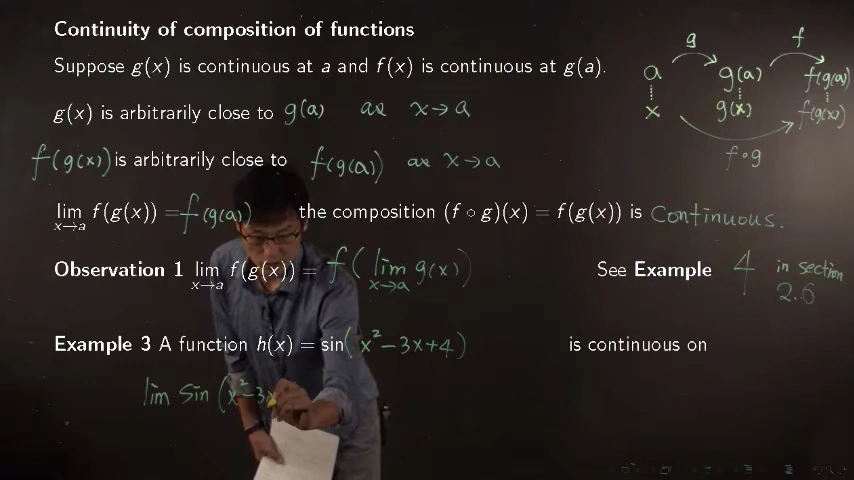 Continuity of composition of functions
Suppose g(x) is continuous at a and f(x) is continuous at g(a).
g(x) is arbitrarily close to g(a) as x→a
f(g(x)) is arbitrarily close to f(g(a)) as x→a
lim x→a f(g(x)) = f(g(a)) the composition (f ∘ g)(x) = f(g(x)) is Continuous.
Observation 1 lim x→a f(g(x)) = f( lim x→a g(x)) See Example 4 in section 2.6
Example 3 A function h(x) = sin( x² − 3x + 4 ) is continuous on
lim sin (x² − 3x
g f
a g(a) f(g(a))
x g(x) f(g(x))
f∘g